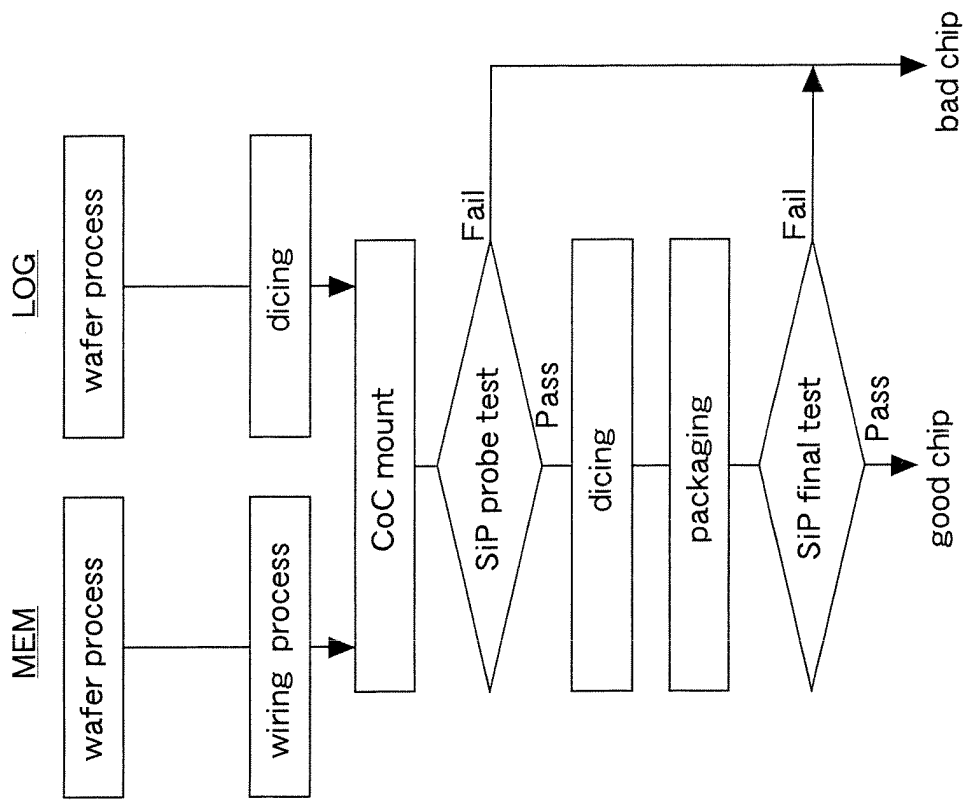 MEM
LOG
wafer process
wafer process
wiring process
dicing
CoC mount
SiP probe test
Fail
Pass
dicing
packaging
SiP final test
Fail
Pass
good chip
bad chip